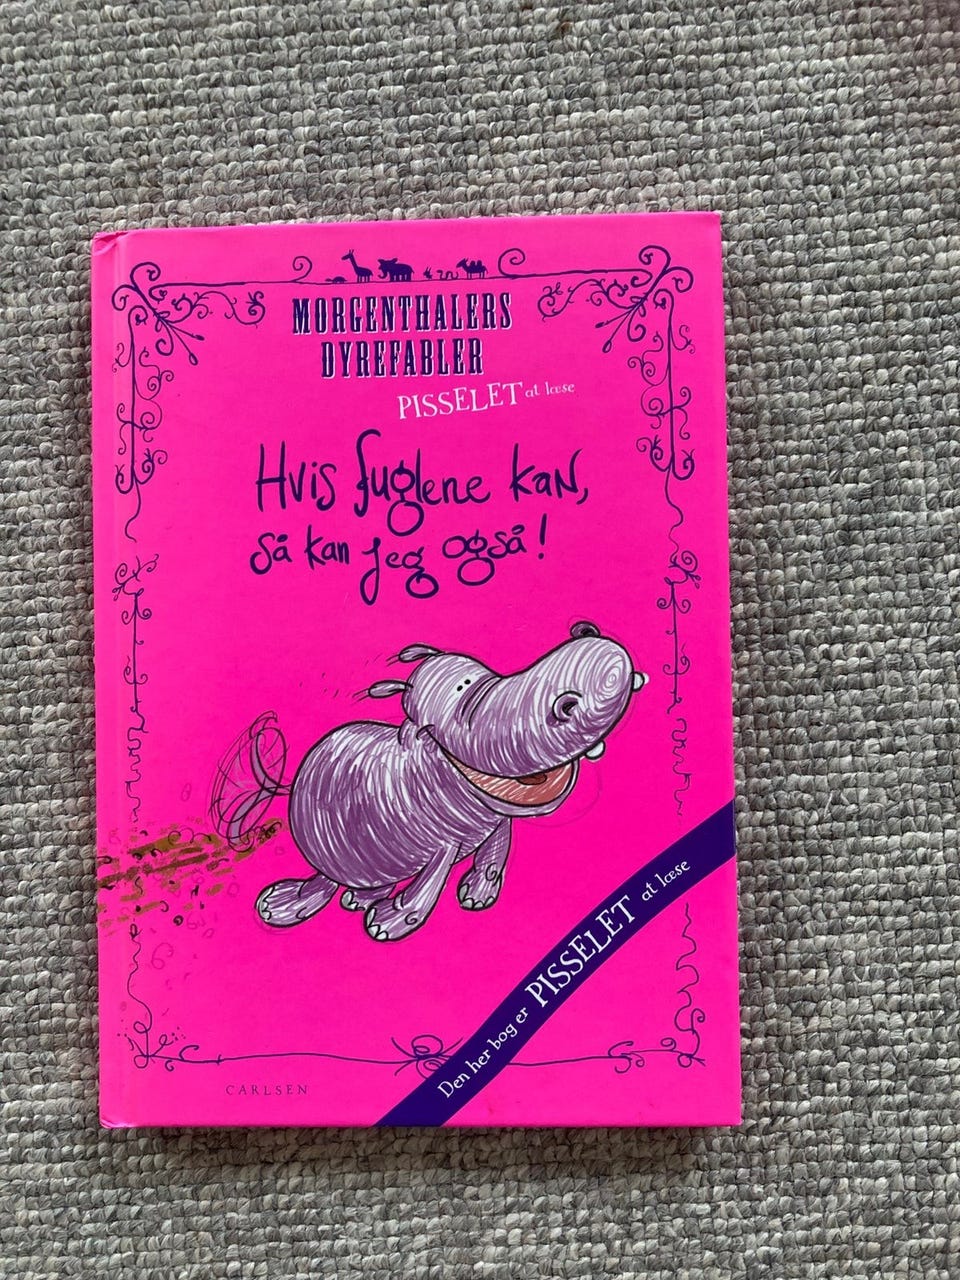 MORGENTHALERS
DYREFABLER
PISSELET at læse
Hvis fuglene kan,
så kan jeg også!
Den her bog er PISSELET at læse
CARLSEN